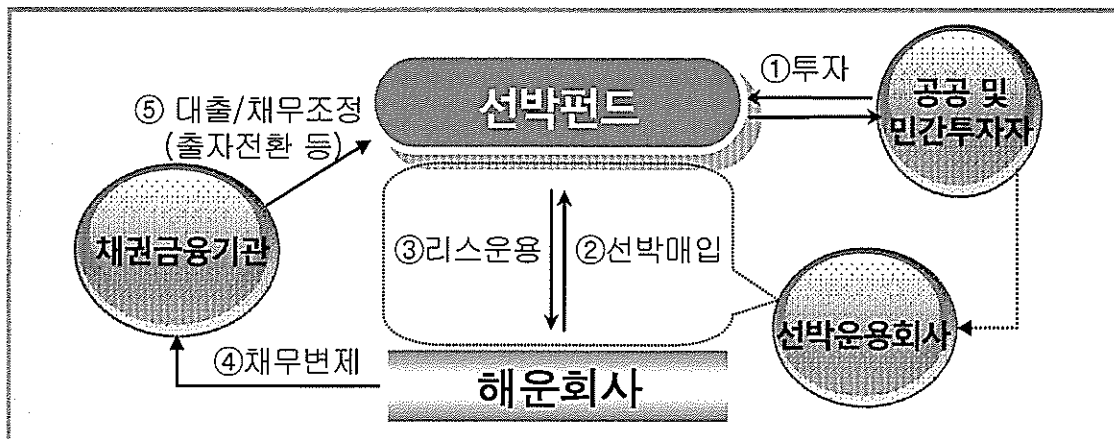 ①투자
공공 및
민간투자자
선박펀드
⑤ 대출/채무조정
(출자전환 등)
채권금융기관
③리스운용
②선박매입
선박운용회사
④채무변제
해운회사